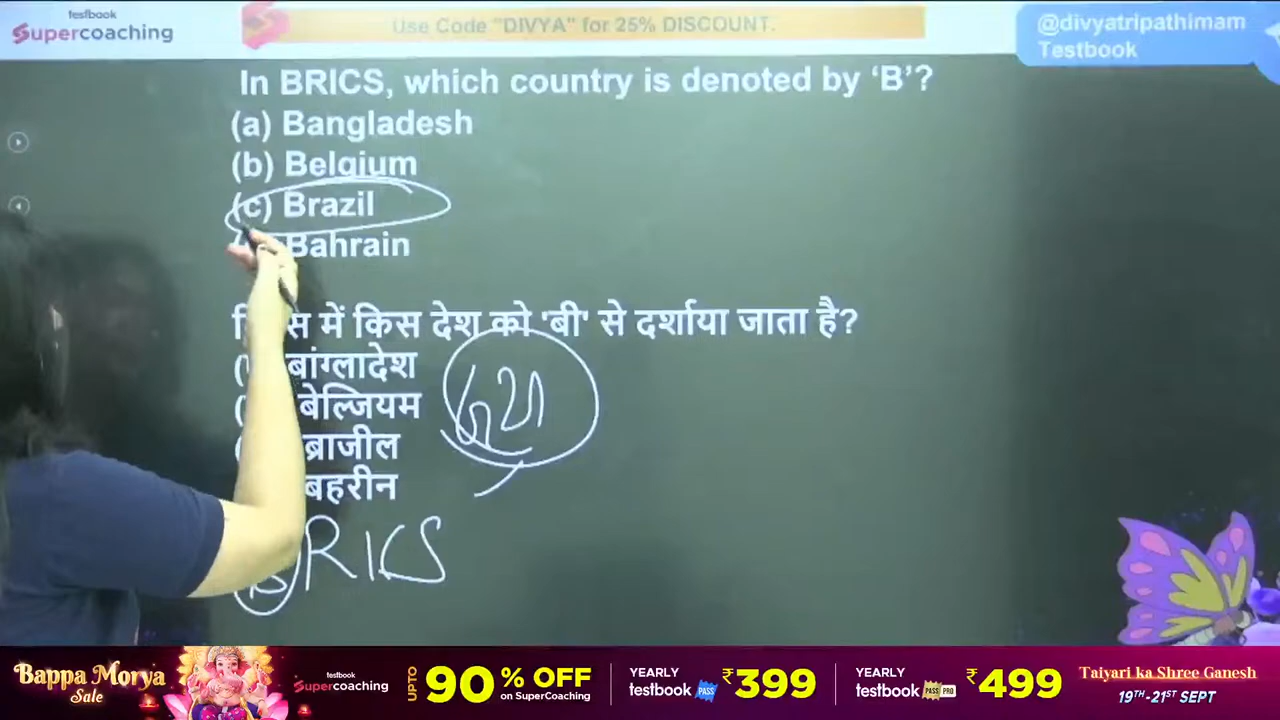 testbook
Supercoaching
Use Code "DIVYA" for 25% DISCOUNT.
@divyatripathimam
Testbook
In BRICS, which country is denoted by ‘B’?
(a) Bangladesh
(b) Belgium
(c) Brazil
Bahrain
में किस देश को 'बी' से दर्शाया जाता है?
बांग्लादेश
बेल्जियम
ब्राजील
बहरीन
BRICS
Bappa Morya
Sale
testbook
Supercoaching
UPTO 90% OFF
on SuperCoaching
YEARLY
testbook PASS
₹399
YEARLY
testbook PASS PRO
₹499
Taiyari ka Shree Ganesh
19TH-21ST SEPT